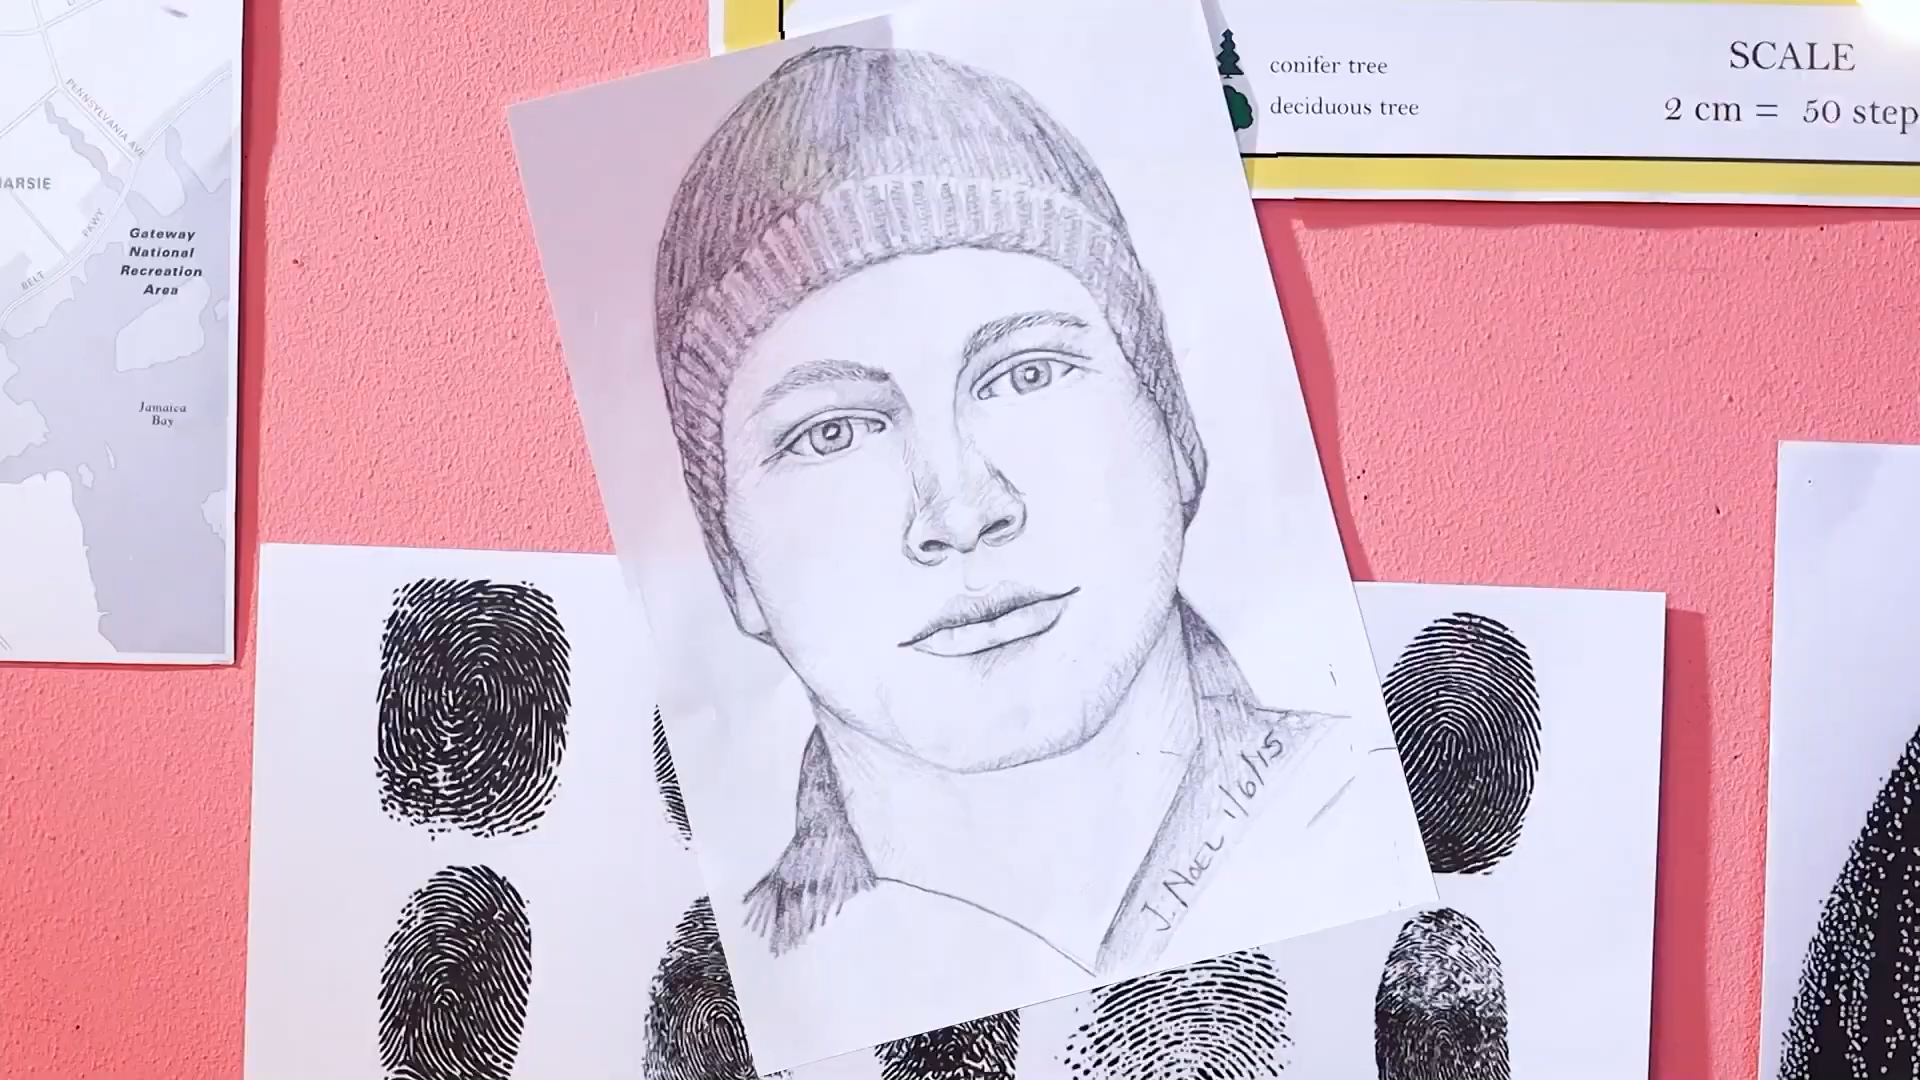 PENNSYLVANIA AVE
ARSIE
PKWY
BELT
Gateway
National
Recreation
Area
Jamaica
Bay
conifer tree
deciduous tree
SCALE
2 cm = 50 step
J. NOEL 1/6/15